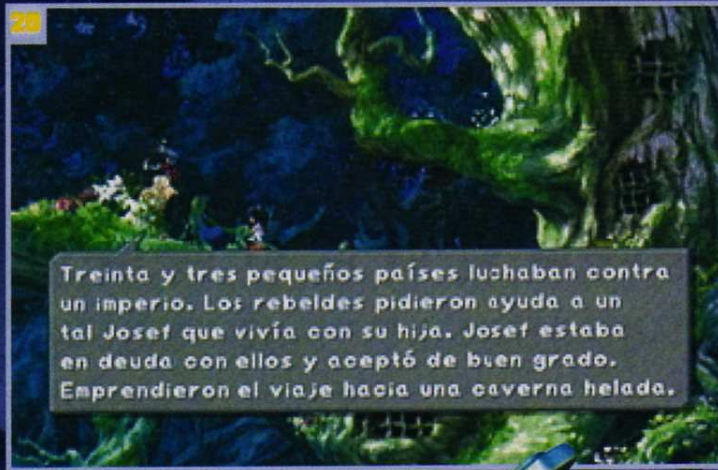 20
Treinta y tres pequeños países luchaban contra
un imperio. Los rebeldes pidieron ayuda a un
tal Josef que vivía con su hija. Josef estaba
en deuda con ellos y aceptó de buen grado.
Emprendieron el viaje hacia una caverna helada.